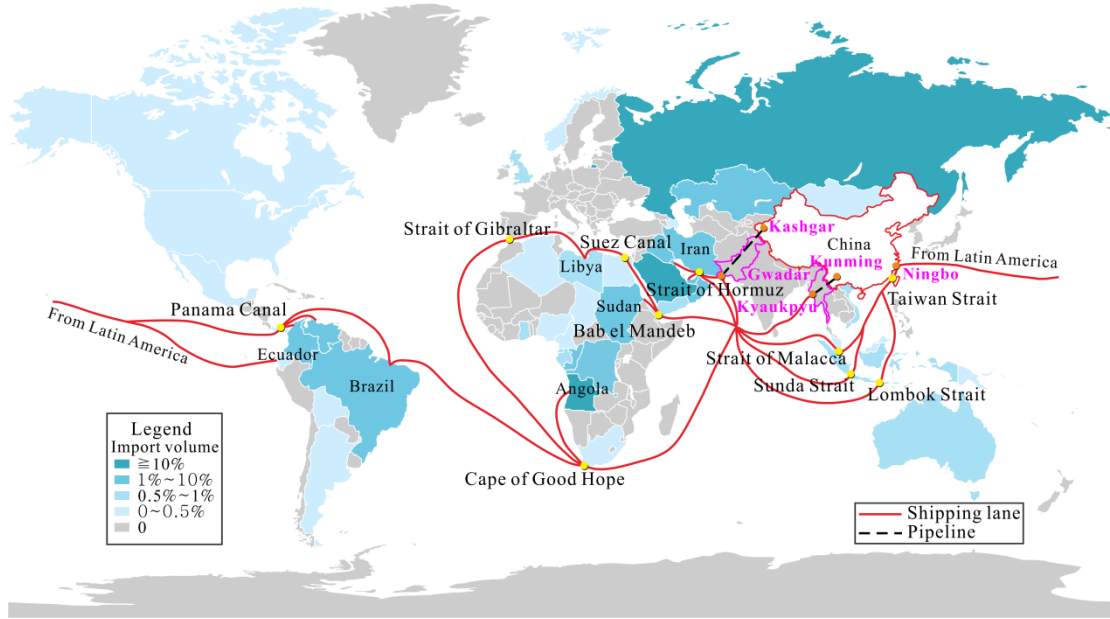 Strait of Gibraltar
Suez Canal
Iran
Kashgar
China
Kunming
From Latin America
Libya
Gwadar
Ningbo
Strait of Hormuz
Panama Canal
Sudan
Kyaukpyu
Taiwan Strait
From Latin America
Bab el Mandeb
Ecuador
Strait of Malacca
Brazil
Angola
Sunda Strait
Lombok Strait
Legend
Import volume
≧10%
1%~10%
0.5%~1%
0~0.5%
0
Cape of Good Hope
Shipping lane
Pipeline